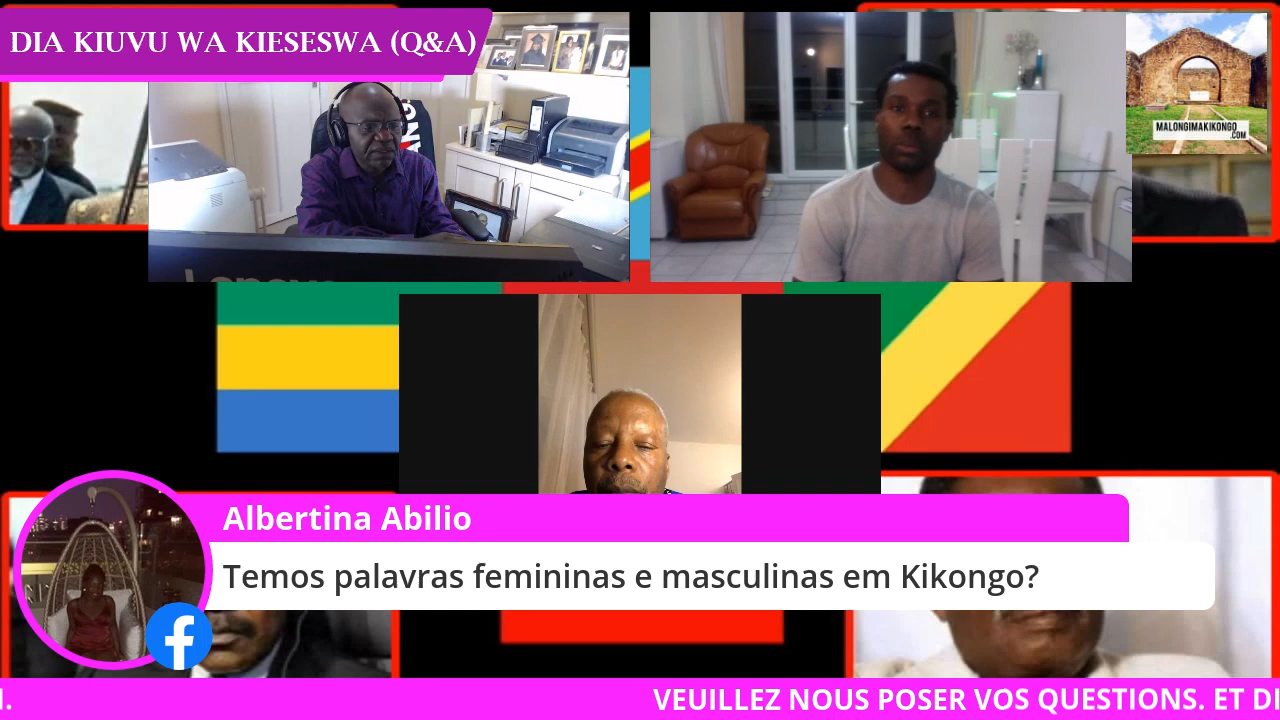 DIA KIUVU WA KIESESWA (Q&A)
MALONGIMAKIKONGO
.COM
Albertina Abilio
Temos palavras femininas e masculinas em Kikongo?
VEUILLEZ NOUS POSER VOS QUESTIONS. ET